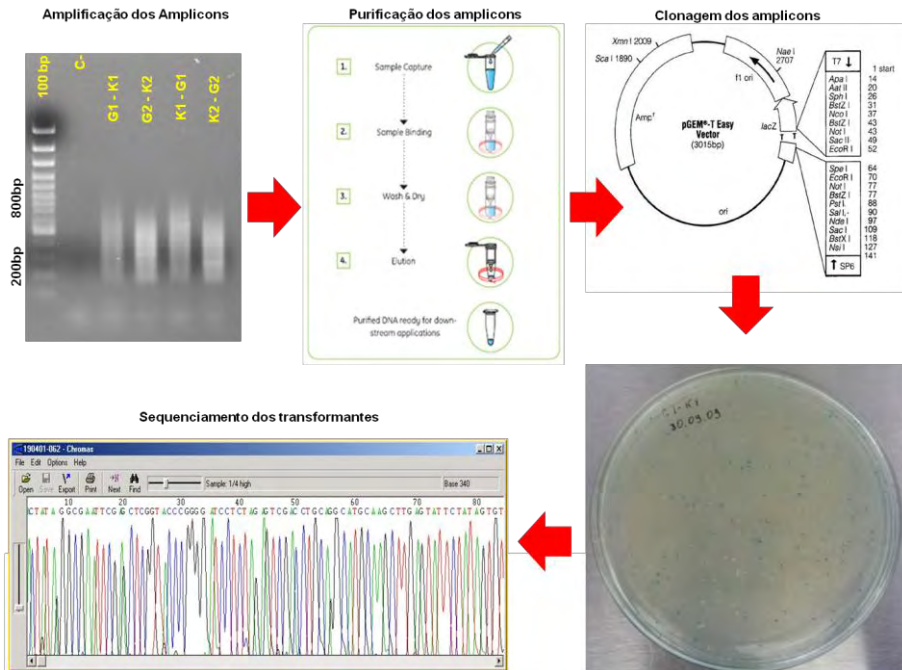 Amplificação dos Amplicons
100 bp
C-
G1 - K1
G2 - K2
K1 - G1
K2 - G2
800bp
200bp
Purificação dos amplicons
1.
Sample Capture
2.
Sample Binding
3.
Wash & Dry
4.
Elution
Purified DNA ready for down-
stream applications
Clonagem dos amplicons
Xmn I 2009
Sca I 1890
Nae I
2707
f1 ori
Ampʳ
lacZ
T T
pGEM®-T Easy
Vector
(3015bp)
ori
T7 ↓
1 start
Apa I 14
Aat II 20
Sph I 26
BstZ I 31
Nco I 37
BstZ I 43
Not I 43
Sac II 49
EcoR I 52
Spe I 64
EcoR I 70
Not I 77
BstZ I 77
Pst I 88
Sal I 90
Nde I 97
Sac I 109
BstX I 118
Nsi I 127
141
↑ SP6
G1-K1
30.09.09
Sequenciamento dos transformantes
190401-062 - Chromas
File Edit Options Help
Open Save Export Print Next Find
Sample: 1/4 high
Base 340
10 20 30 40 50 60 70 80
CTATA GGCGAATTCGAGCTCGGTACCCGGGG ATCCTCTAGAGTCGACCTGCAGGCATGCAAGCTTGAGTATTCTATAGTGT